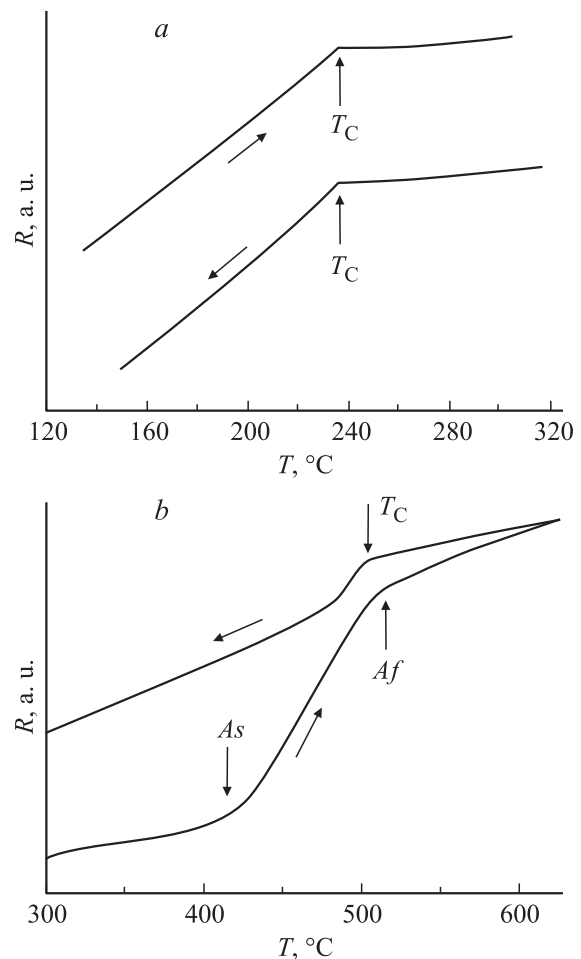 a
T_C
R, a. u.
T_C
120 160 200 240 280 320
T, °C
b
T_C
R, a. u.
Af
As
300 400 500 600
T, °C